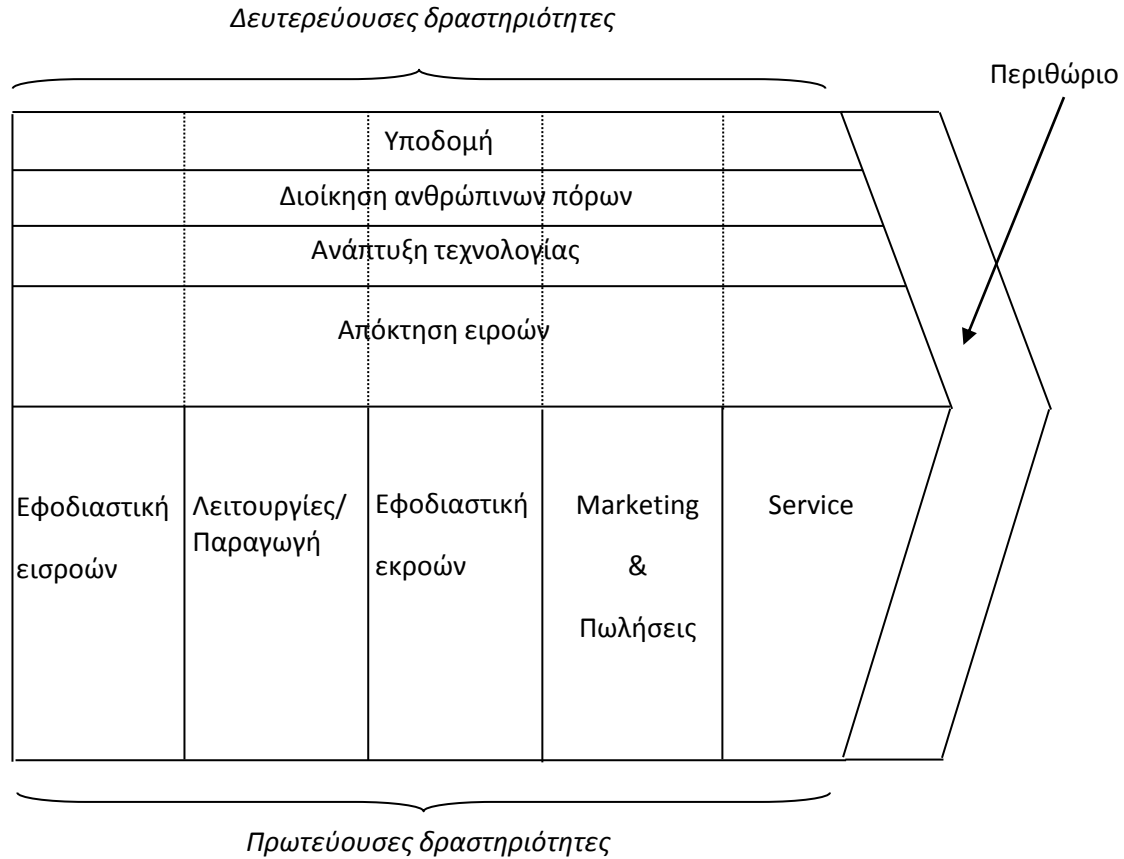 Δευτερεύουσες δραστηριότητες
Περιθώριο
Υποδομή
Διοίκηση ανθρώπινων πόρων
Ανάπτυξη τεχνολογίας
Απόκτηση ειροών
Εφοδιαστική
εισροών
Λειτουργίες/
Παραγωγή
Εφοδιαστική
εκροών
Marketing
&
Πωλήσεις
Service
Πρωτεύουσες δραστηριότητες